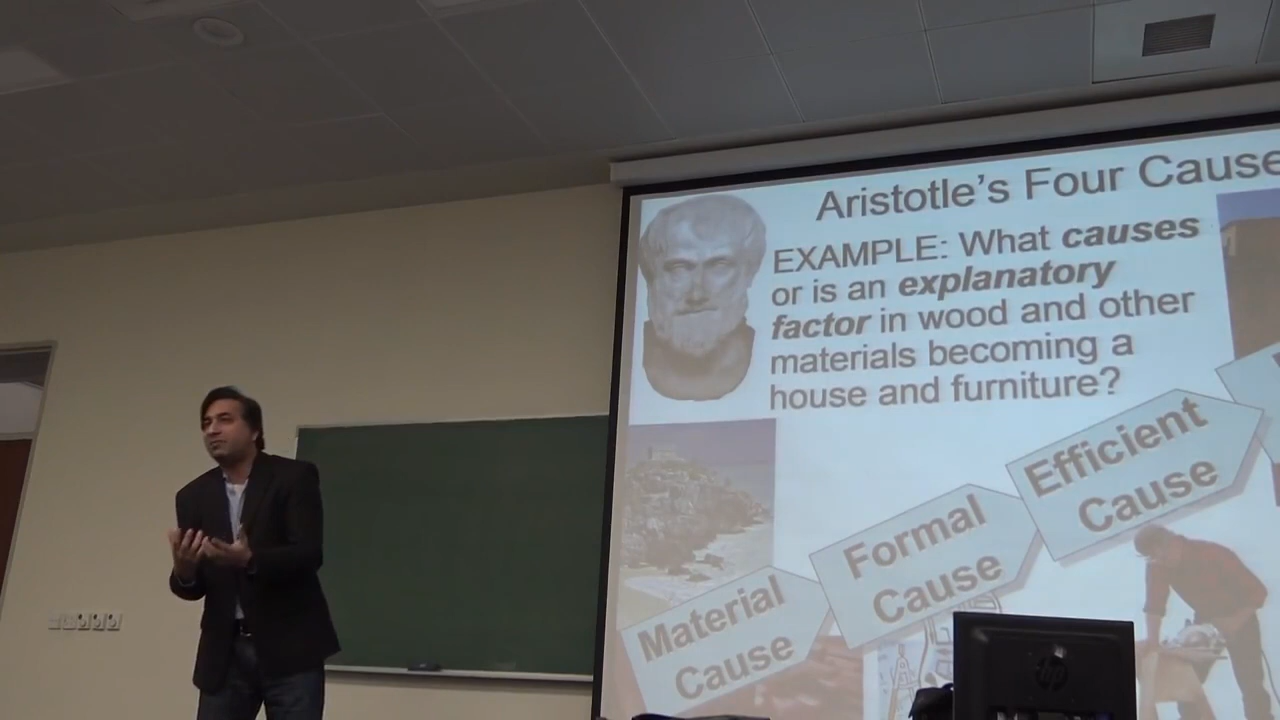 Aristotle's Four Cause
EXAMPLE: What causes
or is an explanatory
factor in wood and other
materials becoming a
house and furniture?
Efficient
Cause
Formal
Cause
Material
Cause
hp